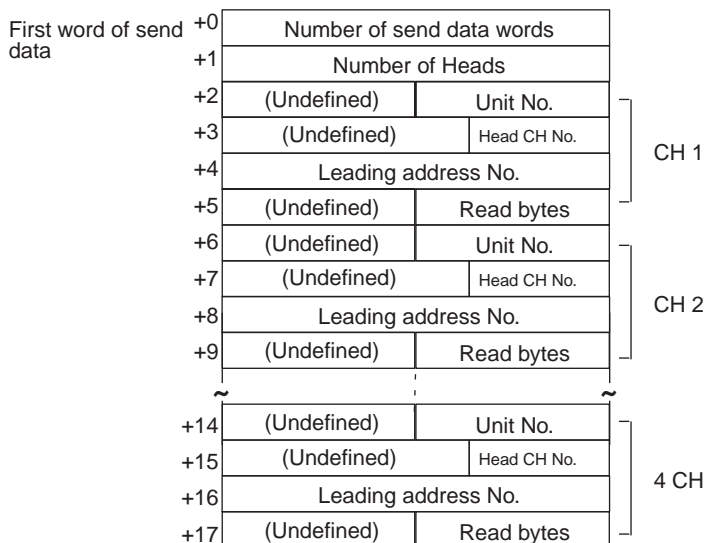 First word of send data
+0 Number of send data words
+1 Number of Heads
+2 (Undefined) Unit No.
+3 (Undefined) Head CH No.
+4 Leading address No.
+5 (Undefined) Read bytes
CH 1
+6 (Undefined) Unit No.
+7 (Undefined) Head CH No.
+8 Leading address No.
+9 (Undefined) Read bytes
CH 2
~ ~
+14 (Undefined) Unit No.
+15 (Undefined) Head CH No.
+16 Leading address No.
+17 (Undefined) Read bytes
4 CH